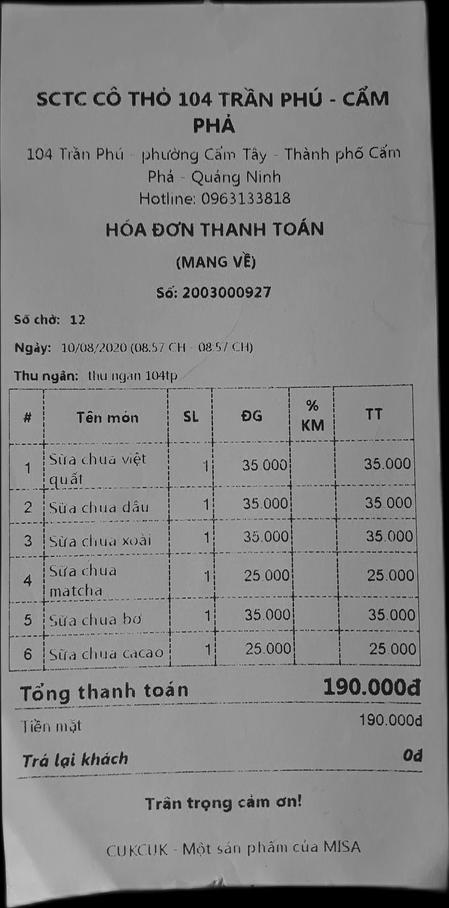 SCTC CÔ THỎ 104 TRẦN PHÚ - CẨM
PHẢ
104 Trần Phú - phường Cẩm Tây - Thành phố Cẩm
Phả - Quảng Ninh
Hotline: 0963133818
HÓA ĐƠN THANH TOÁN
(MANG VỀ)
Số: 2003000927
Số chờ: 12
Ngày: 10/08/2020 (08:57 CH - 08:57 CH)
Thu ngân: thu ngan 104tp
# Tên món SL ĐG % KM TT
1 Sữa chua việt quất 1 35.000 35.000
2 Sữa chua dâu 1 35.000 35.000
3 Sữa chua xoài 1 35.000 35.000
4 Sữa chua matcha 1 25.000 25.000
5 Sữa chua bơ 1 35.000 35.000
6 Sữa chua cacao 1 25.000 25.000
Tổng thanh toán 190.000đ
Tiền mặt 190.000đ
Trả lại khách 0đ
Trân trọng cảm ơn!
CUKCUK - Một sản phẩm của MISA